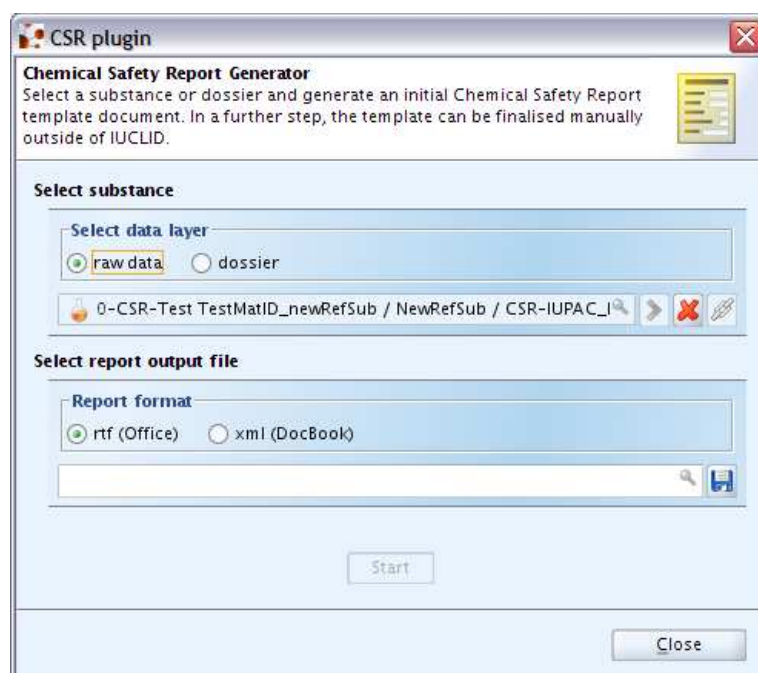 CSR plugin
Chemical Safety Report Generator
Select a substance or dossier and generate an initial Chemical Safety Report
template document. In a further step, the template can be finalised manually
outside of IUCLID.
Select substance
Select data layer
raw data dossier
0-CSR-Test TestMatID_newRefSub / NewRefSub / CSR-IUPAC_
Select report output file
Report format
rtf (Office) xml (DocBook)
Start
Close